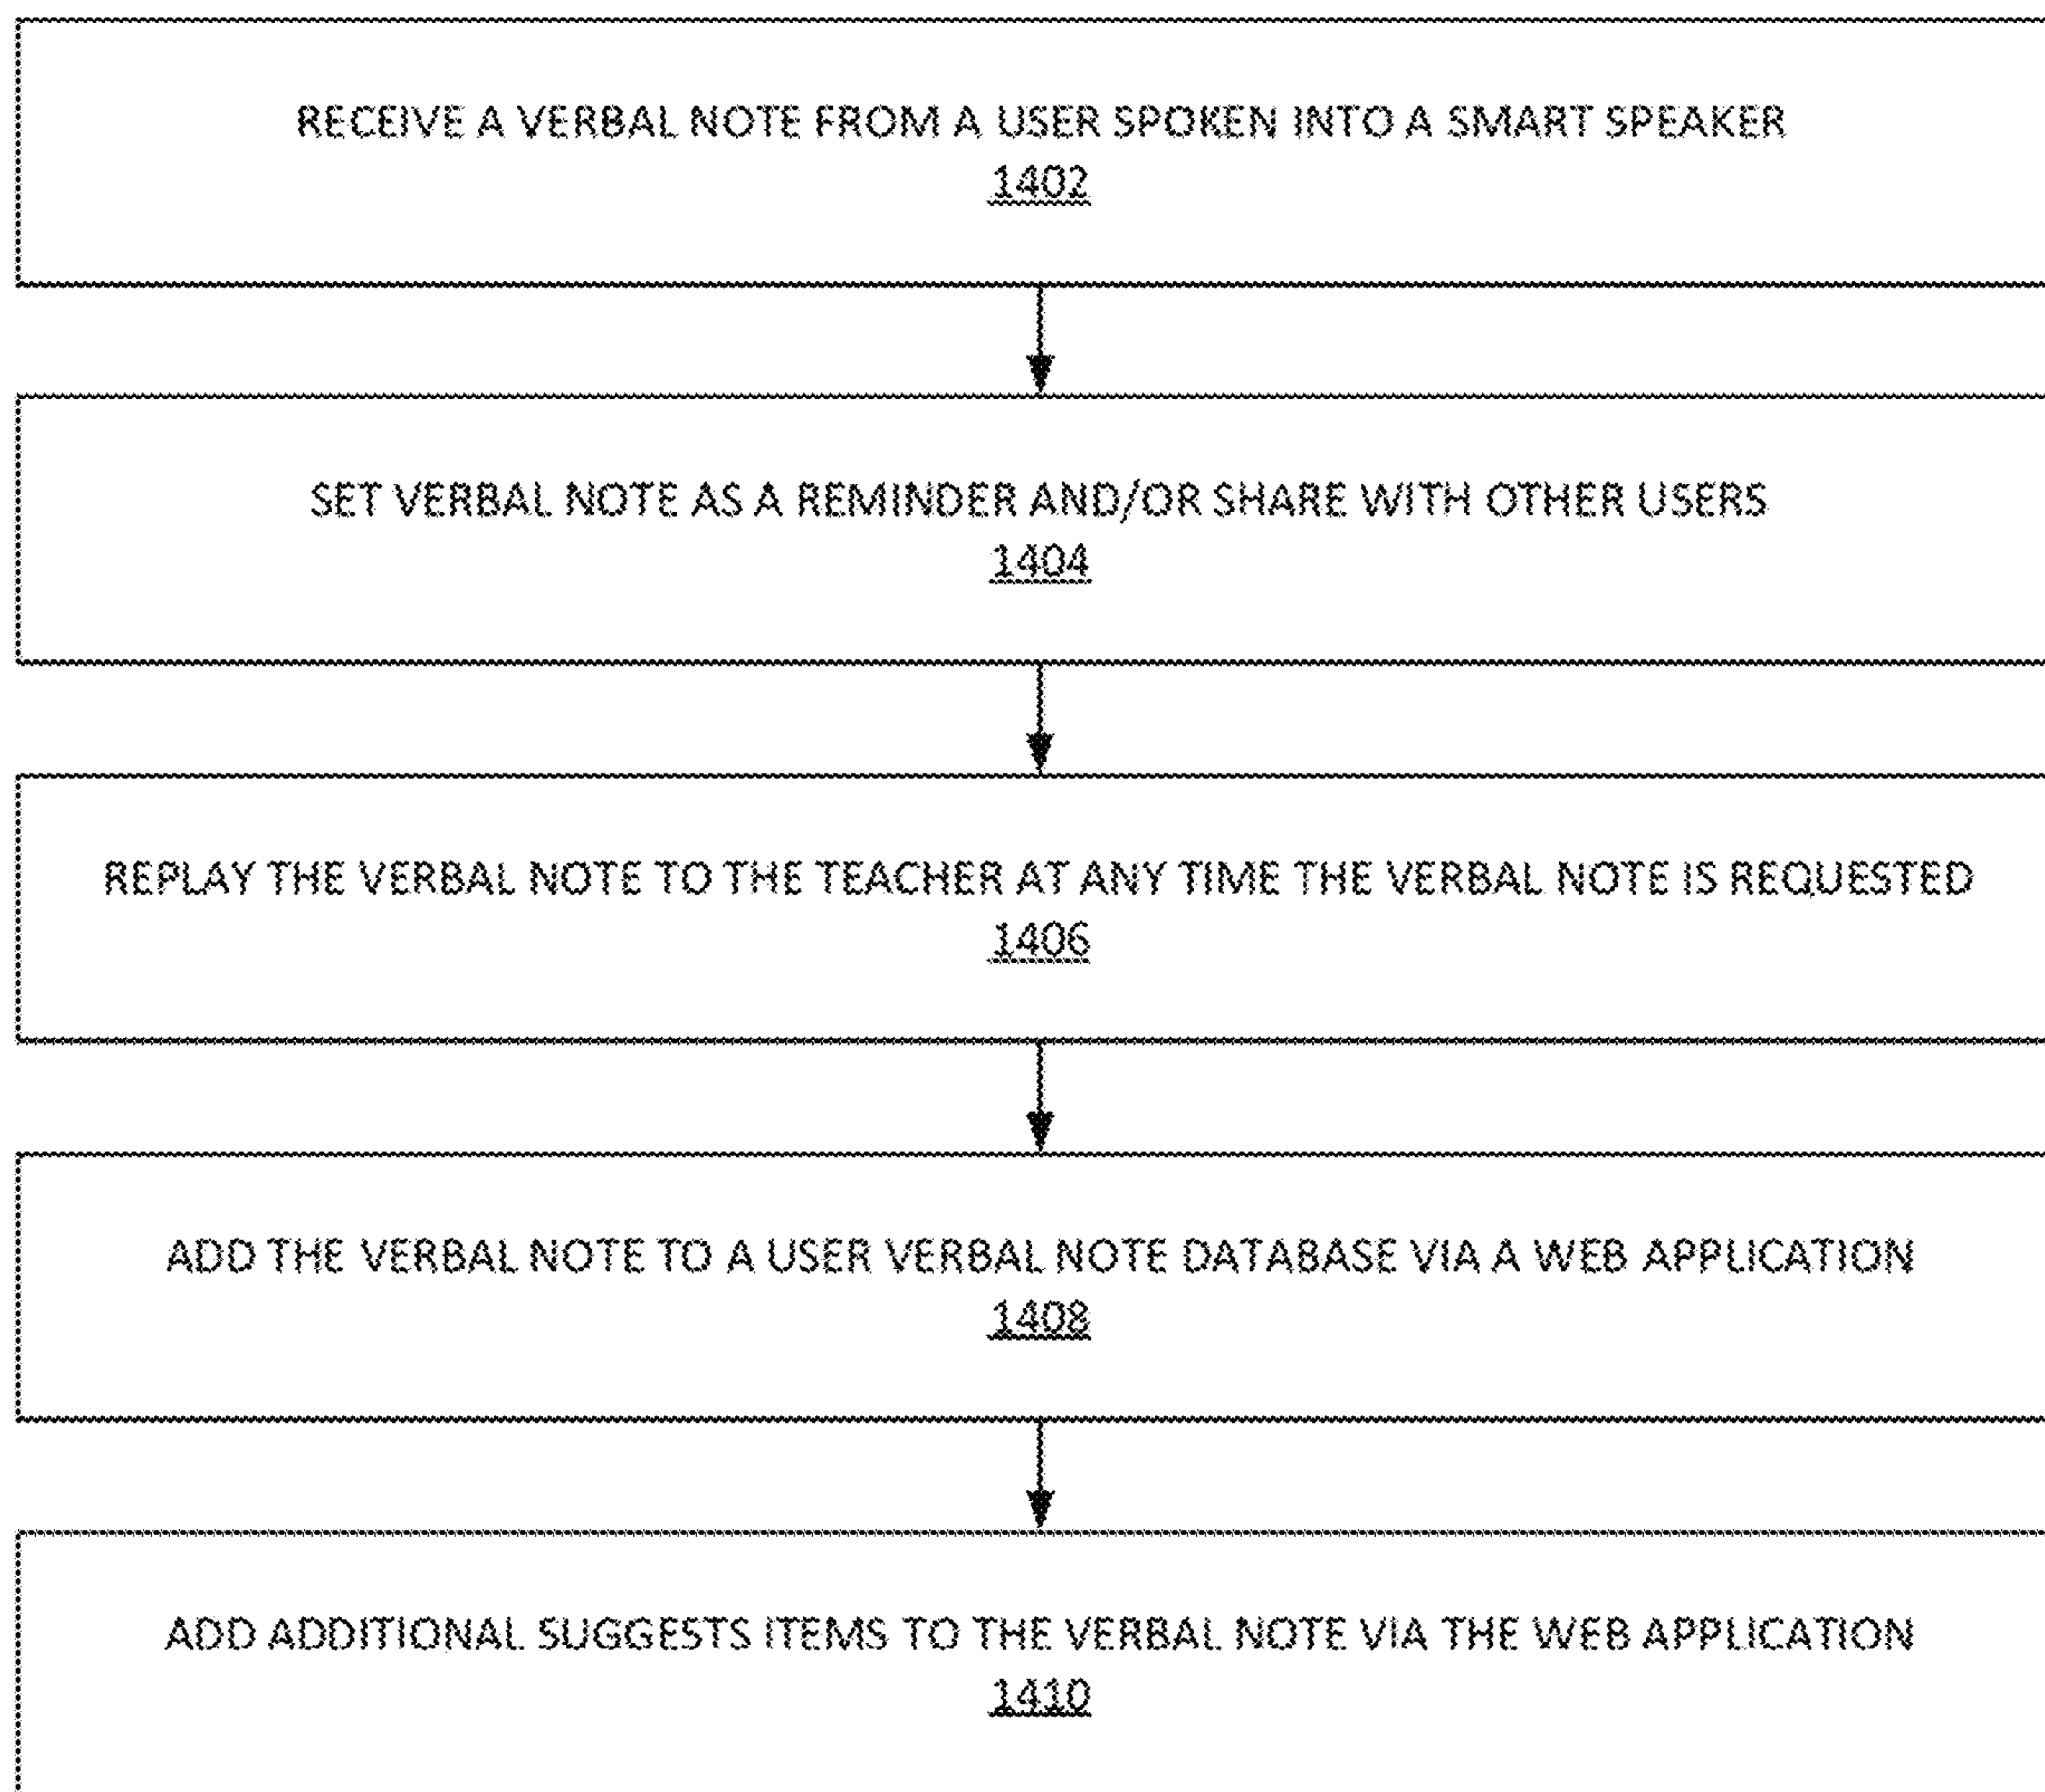 RECEIVE A VERBAL NOTE FROM A USER SPOKEN INTO A SMART SPEAKER
1402
SET VERBAL NOTE AS A REMINDER AND/OR SHARE WITH OTHER USERS
1404
REPLAY THE VERBAL NOTE TO THE TEACHER AT ANY TIME THE VERBAL NOTE IS REQUESTED
1406
ADD THE VERBAL NOTE TO A USER VERBAL NOTE DATABASE VIA A WEB APPLICATION
1408
ADD ADDITIONAL SUGGESTS ITEMS TO THE VERBAL NOTE VIA THE WEB APPLICATION
1410